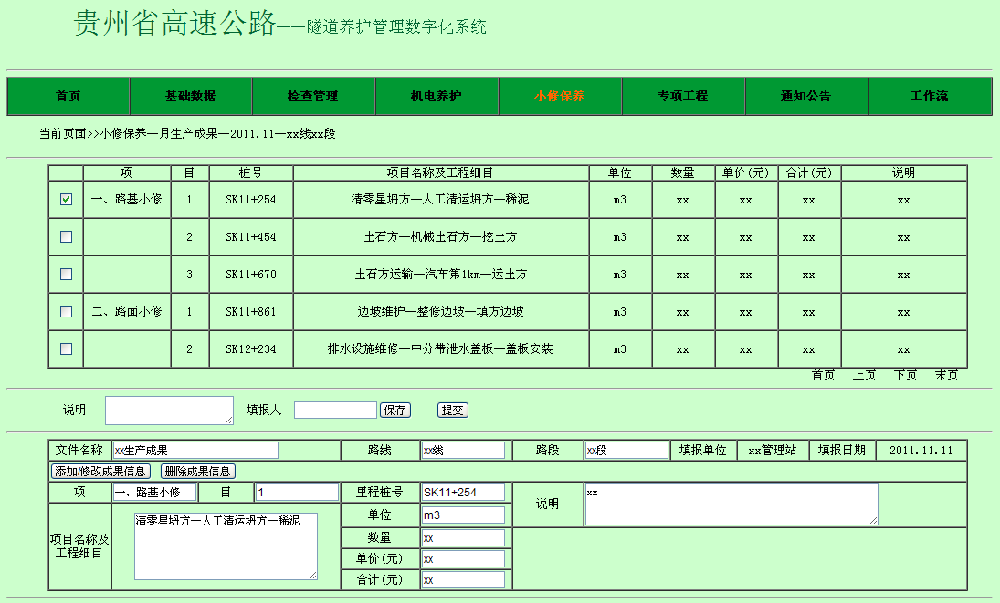 贵州省高速公路——隧道养护管理数字化系统
首页 基础数据 检查管理 机电养护 小修保养 专项工程 通知公告 工作流
当前页面>>小修保养—月生产成果—2011.11—xx线xx段
项 目 桩号 项目名称及工程细目 单位 数量 单价(元) 合计(元) 说明
一、路基小修 1 SK11+254 清零星坍方—人工清运坍方—稀泥 m3 xx xx xx xx
2 SK11+454 土石方—机械土石方—挖土方 m3 xx xx xx xx
3 SK11+670 土石方运输—汽车第1km—运土方 m3 xx xx xx xx
二、路面小修 1 SK11+861 边坡维护—整修边坡—填方边坡 m3 xx xx xx xx
2 SK12+234 排水设施维修—中分带泄水盖板—盖板安装 m3 xx xx xx xx
首页 上页 下页 末页
说明 填报人 保存 提交
文件名称 xx生产成果 路线 xx线 路段 xx段 填报单位 xx管理站 填报日期 2011.11.11
添加/修改成果信息 删除成果信息
项 一、路基小修 目 1 里程桩号 SK11+254 说明 xx
项目名称及工程细目 清零星坍方—人工清运坍方—稀泥 单位 m3
数量 xx
单价(元) xx
合计(元) xx